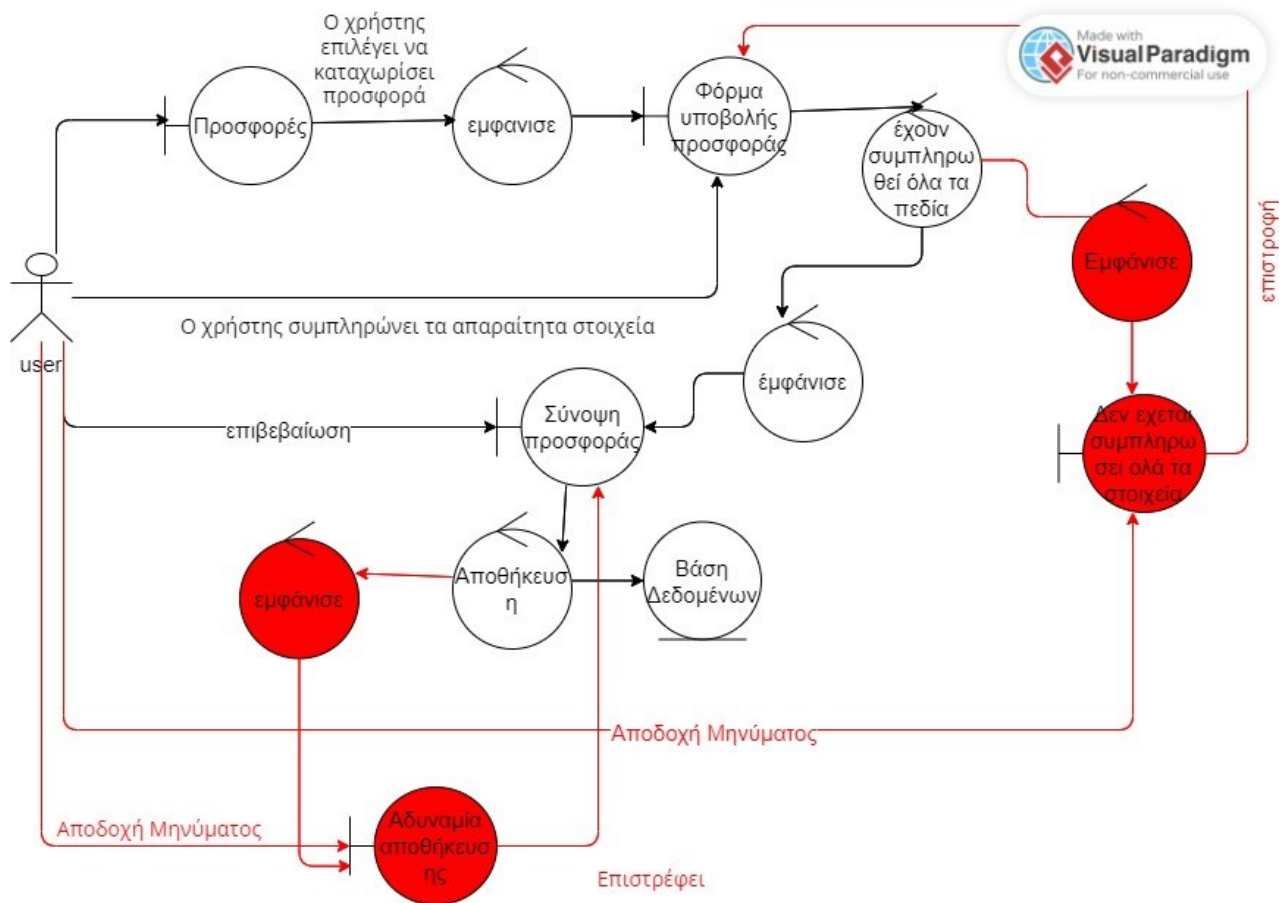 Made with
VisualParadigm
For non-commercial use
Ο χρήστης
επιλέγει να
καταχωρίσει
προσφορά
Προσφορές
εμφανισε
Φόρμα
υποβολής
προσφοράς
έχουν
συμπληρω
θεί όλα τα
πεδία
επιστροφή
Εμφάνισε
Ο χρήστης συμπληρώνει τα απαραίτητα στοιχεία
user
έμφάνισε
Σύνοψη
προσφοράς
επιβεβαίωση
Δεν εχεται
συμπληρω
σει ολά τα
στοιχεία
εμφάνισε
Αποθήκευσ
η
Βάση
Δεδομένων
Αποδοχή Μηνύματος
Αποδοχή Μηνύματος
Αδυναμία
αποθήκευσ
ης
Επιστρέφει